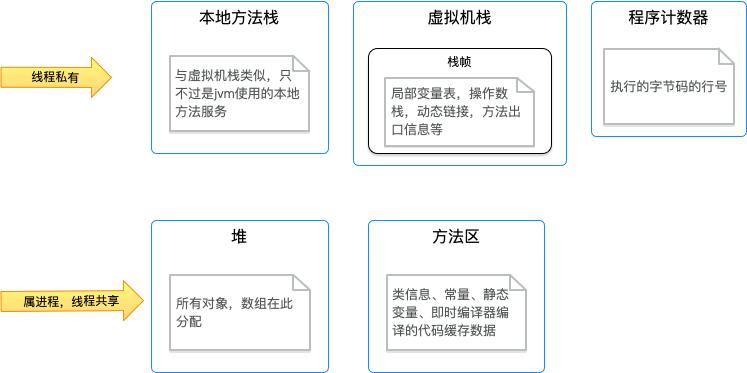 本地方法栈
虚拟机栈
程序计数器
线程私有
与虚拟机栈类似，只
不过是jvm使用的本地
方法服务
栈帧
局部变量表，操作数
栈，动态链接，方法出
口信息等
执行的字节码的行号
堆
方法区
属进程，线程共享
所有对象，数组在此
分配
类信息、常量、静态
变量、即时编译器编
译的代码缓存数据